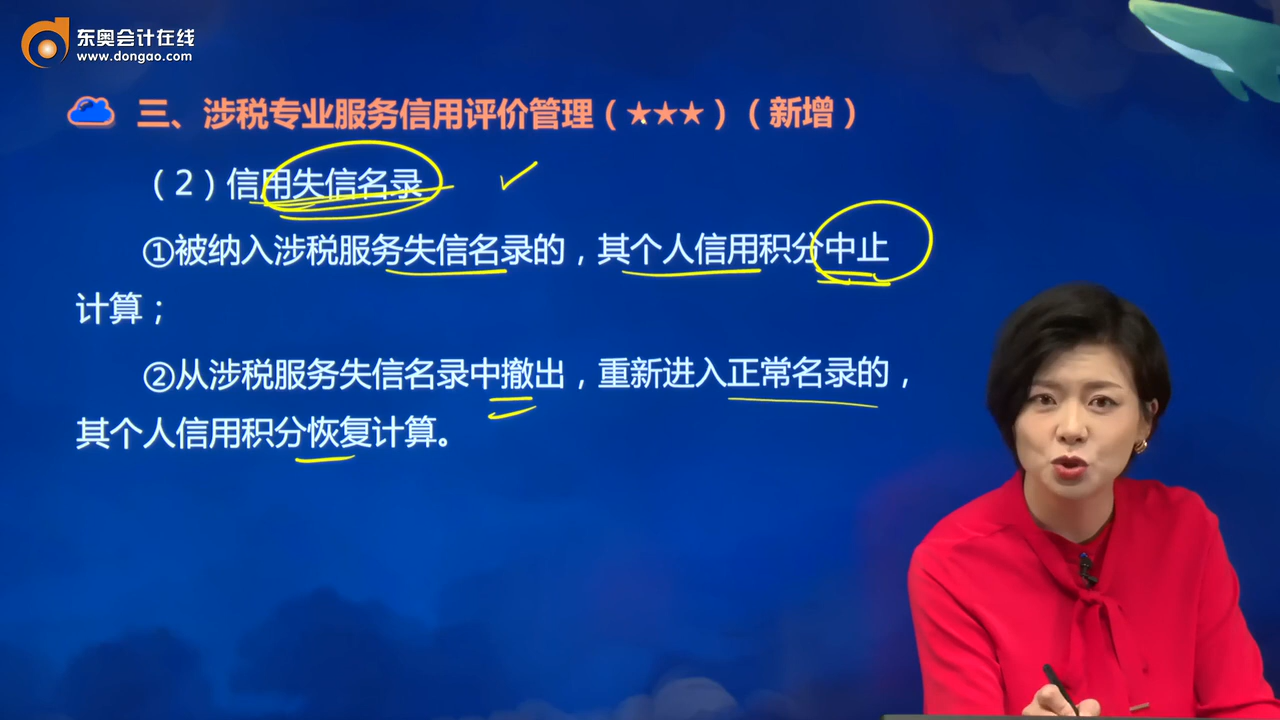 东奥会计在线
www.dongao.com
三、涉税专业服务信用评价管理（★★★）（新增）
（2）信用失信名录
①被纳入涉税服务失信名录的，其个人信用积分中止
计算；
②从涉税服务失信名录中撤出，重新进入正常名录的，
其个人信用积分恢复计算。